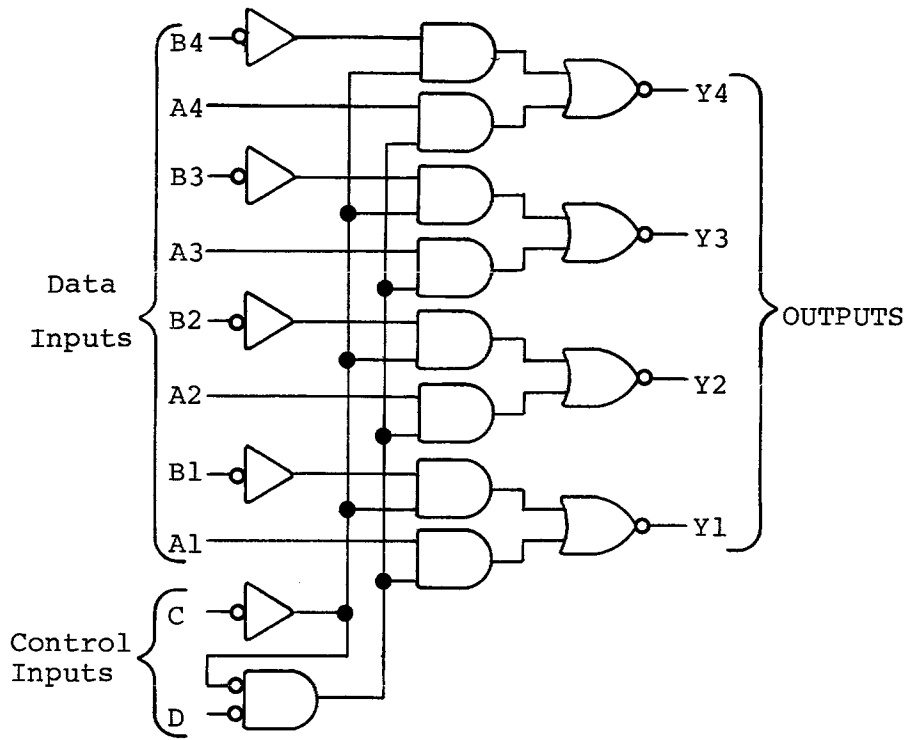 B4
A4
Y4
B3
A3
Y3
Data
Inputs
B2
OUTPUTS
A2
Y2
B1
A1
Y1
C
Control
Inputs
D